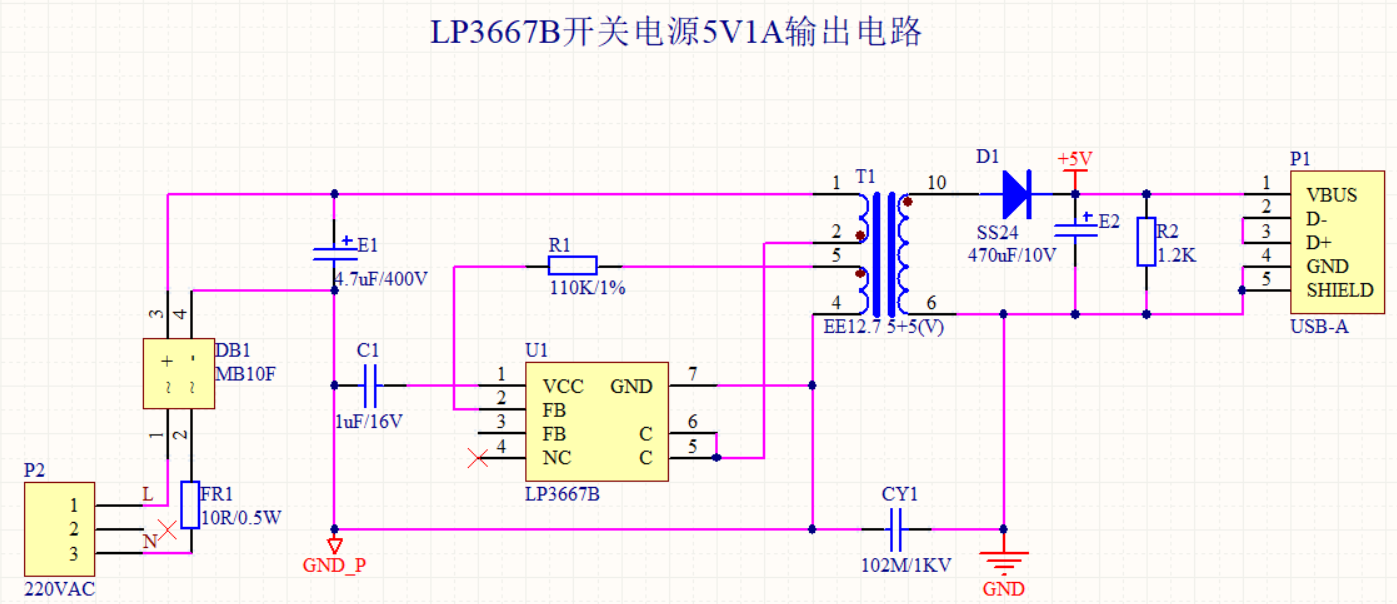 LP3667B开关电源5V1A输出电路
D1
+5V
P1
T1
1
10
1
VBUS
2
D-
E1
R1
2
SS24
E2
R2
3
D+
4.7uF/400V
5
470uF/10V
1.2K
4
GND
110K/1%
5
SHIELD
3
4
4
6
EE12.7 5+5(V)
USB-A
+
-
DB1
MB10F
~
~
C1
U1
1
VCC
GND
7
1uF/16V
2
FB
3
FB
C
6
1
2
4
NC
C
5
P2
LP3667B
L
FR1
CY1
1
10R/0.5W
2
N
3
GND_P
102M/1KV
220VAC
GND